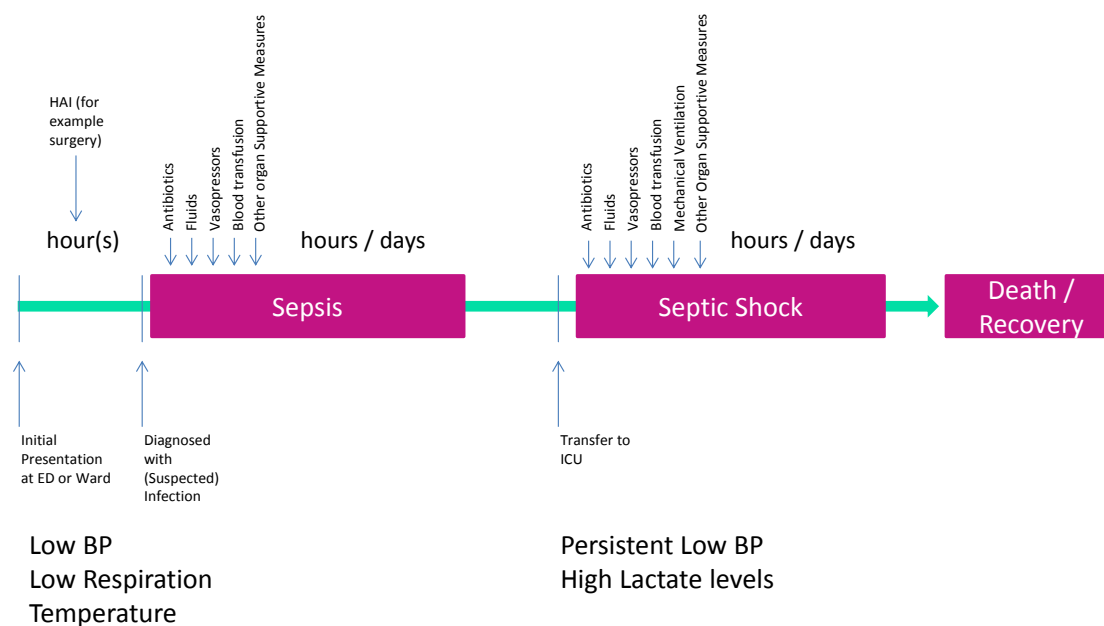 HAI (for
example
surgery)
hour(s)
Antibiotics
Fluids
Vasopressors
Blood transfusion
Other organ Supportive Measures
hours / days
Antibiotics
Fluids
Vasopressors
Blood transfusion
Mechanical Ventilation
Other Organ Supportive Measures
hours / days
Sepsis
Septic Shock
Death /
Recovery
Initial
Presentation
at ED or Ward
Diagnosed
with
(Suspected)
Infection
Transfer to
ICU
Low BP
Low Respiration
Temperature
Persistent Low BP
High Lactate levels